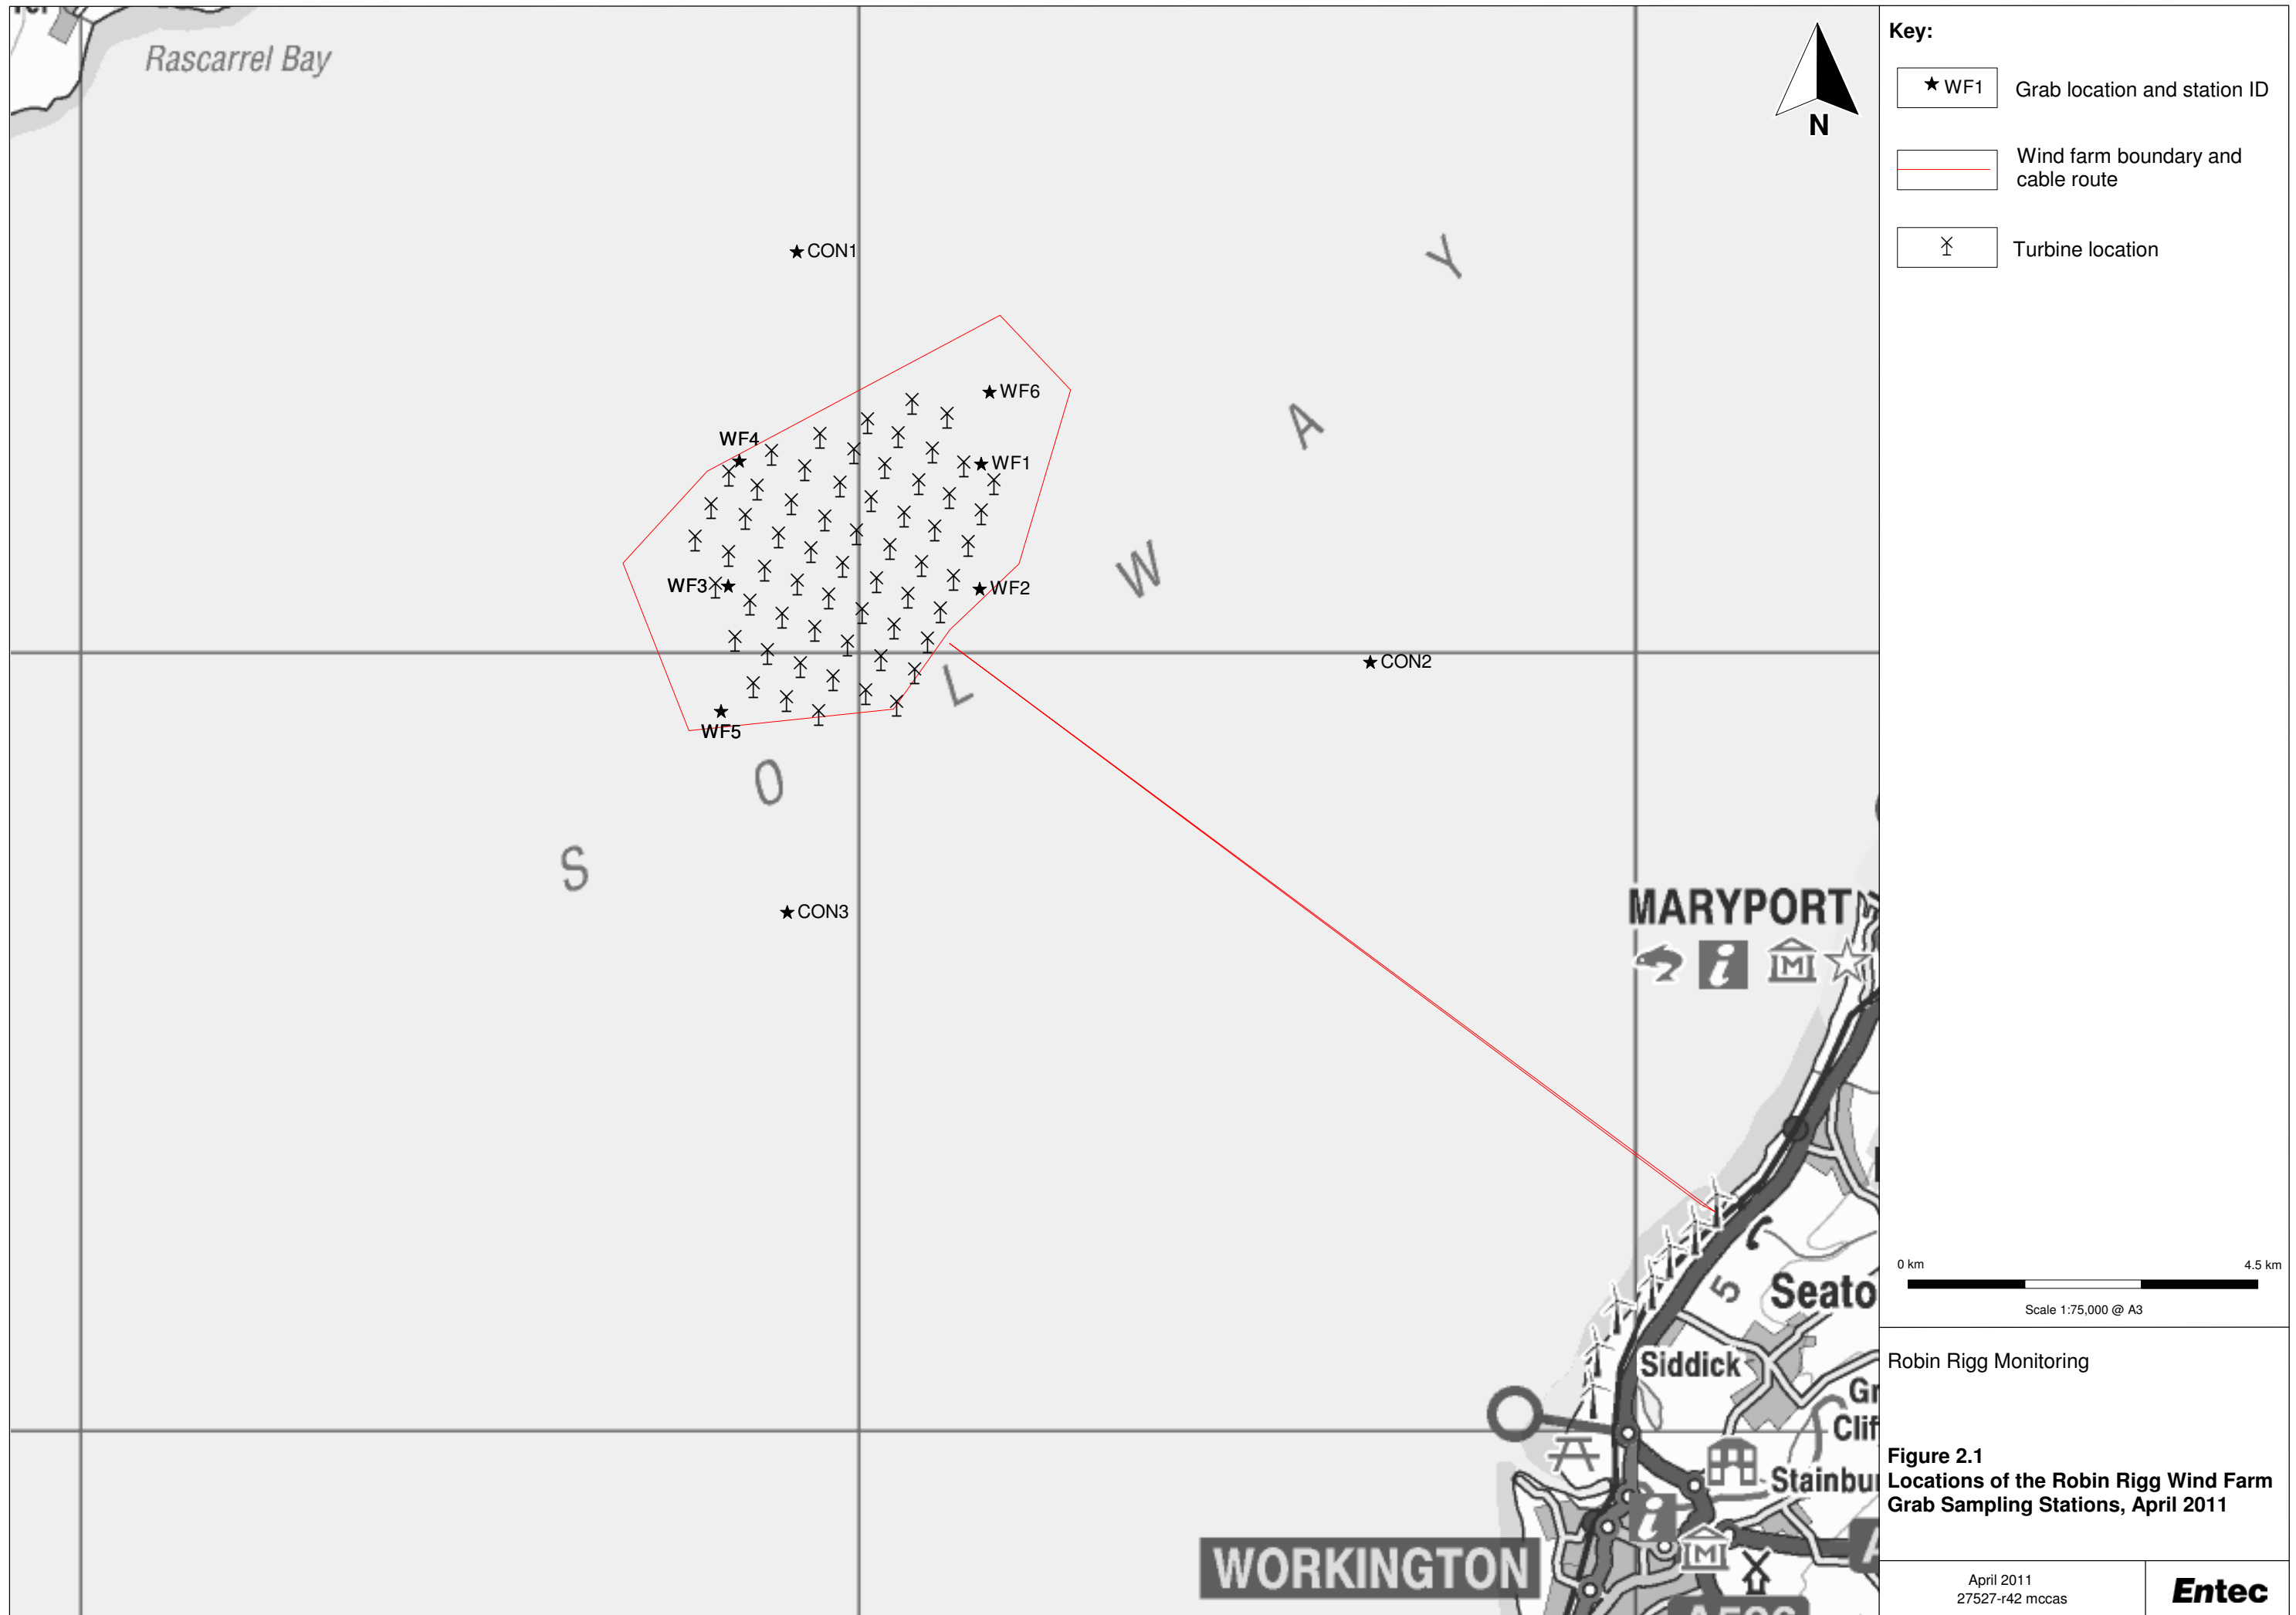 Rascarrel Bay
N
CON1
Y
WF6
A
WF4
WF1
W
WF3
WF2
CON2
L
WF5
O
S
CON3
MARYPORT
i
M
5
Seato
Siddick
Gr
Clif
Stainbu
i
M
WORKINGTON
Key:
WF1 Grab location and station ID
Wind farm boundary and
cable route
Turbine location
0 km 4.5 km
Scale 1:75,000 @ A3
Robin Rigg Monitoring
Figure 2.1
Locations of the Robin Rigg Wind Farm
Grab Sampling Stations, April 2011
April 2011
27527-r42 mccas
Entec